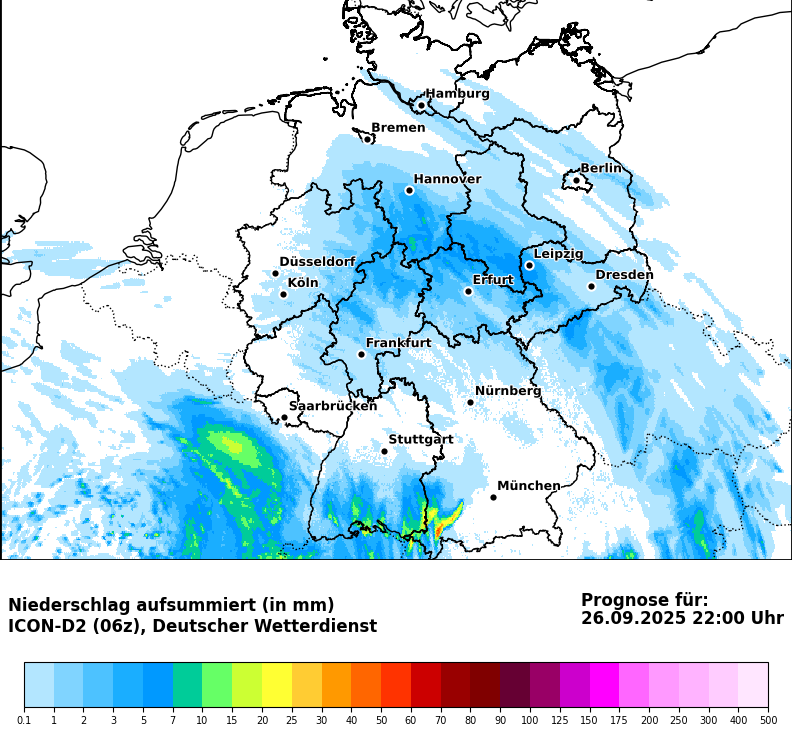 Hamburg
Bremen
Berlin
Hannover
Leipzig
Düsseldorf
Dresden
Köln
Erfurt
Frankfurt
Nürnberg
Saarbrücken
Stuttgart
München
Niederschlag aufsummiert (in mm)
ICON-D2 (06z), Deutscher Wetterdienst
Prognose für:
26.09.2025 22:00 Uhr
0.1 1 2 3 5 7 10 15 20 25 30 40 50 60 70 80 90 100 125 150 175 200 250 300 400 500